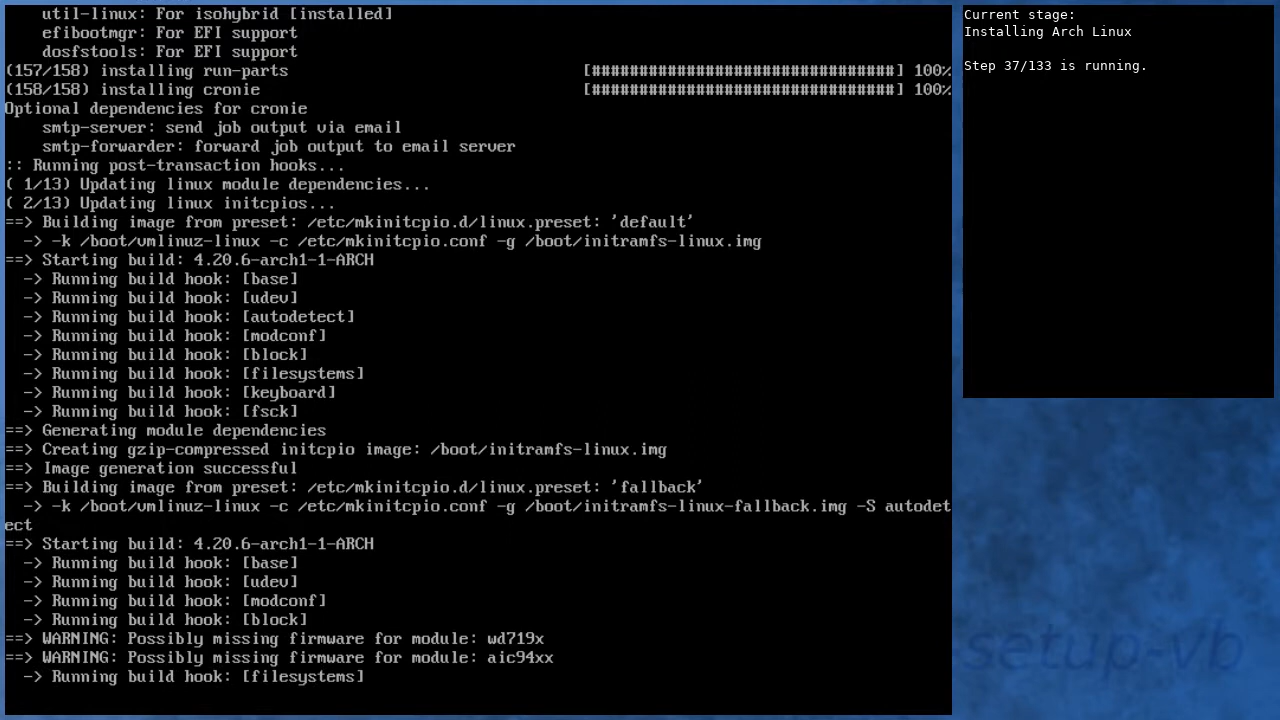 util-linux: For isohybrid [installed]
efibootmgr: For EFI support
dosfstools: For EFI support
(157/158) installing run-parts [################################] 100%
(158/158) installing cronie [################################] 100%
Optional dependencies for cronie
smtp-server: send job output via email
smtp-forwarder: forward job output to email server
:: Running post-transaction hooks...
( 1/13) Updating linux module dependencies...
( 2/13) Updating linux initcpios...
==> Building image from preset: /etc/mkinitcpio.d/linux.preset: 'default'
-> -k /boot/vmlinuz-linux -c /etc/mkinitcpio.conf -g /boot/initramfs-linux.img
==> Starting build: 4.20.6-arch1-1-ARCH
-> Running build hook: [base]
-> Running build hook: [udev]
-> Running build hook: [autodetect]
-> Running build hook: [modconf]
-> Running build hook: [block]
-> Running build hook: [filesystems]
-> Running build hook: [keyboard]
-> Running build hook: [fsck]
==> Generating module dependencies
==> Creating gzip-compressed initcpio image: /boot/initramfs-linux.img
==> Image generation successful
==> Building image from preset: /etc/mkinitcpio.d/linux.preset: 'fallback'
-> -k /boot/vmlinuz-linux -c /etc/mkinitcpio.conf -g /boot/initramfs-linux-fallback.img -S autodet
ect
==> Starting build: 4.20.6-arch1-1-ARCH
-> Running build hook: [base]
-> Running build hook: [udev]
-> Running build hook: [modconf]
-> Running build hook: [block]
==> WARNING: Possibly missing firmware for module: wd719x
==> WARNING: Possibly missing firmware for module: aic94xx
-> Running build hook: [filesystems]
Current stage:
Installing Arch Linux
Step 37/133 is running.
setup-vb